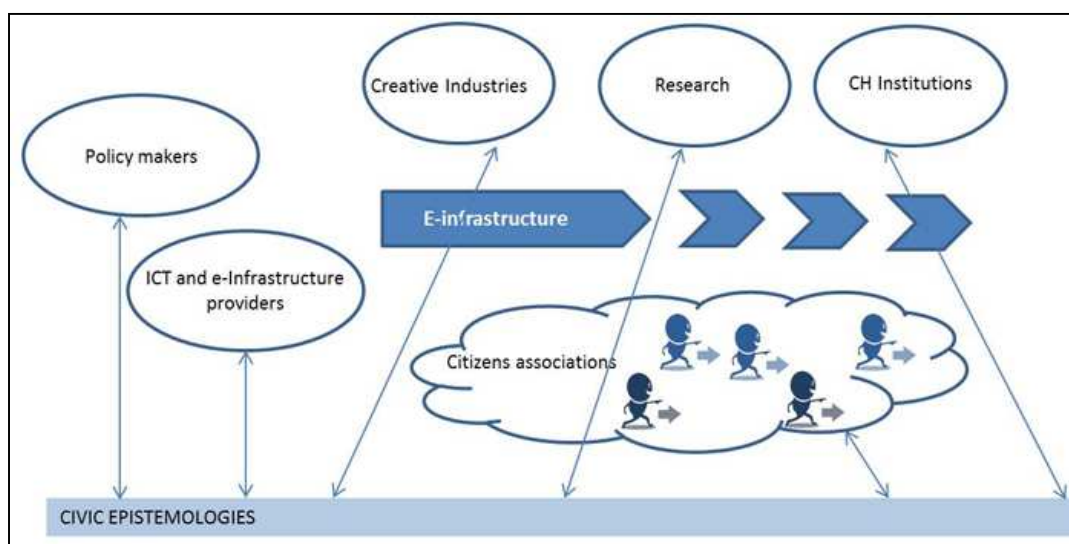 Creative Industries
Research
CH Institutions
Policy makers
E-infrastructure
ICT and e-Infrastructure
providers
Citizens associations
CIVIC EPISTEMOLOGIES